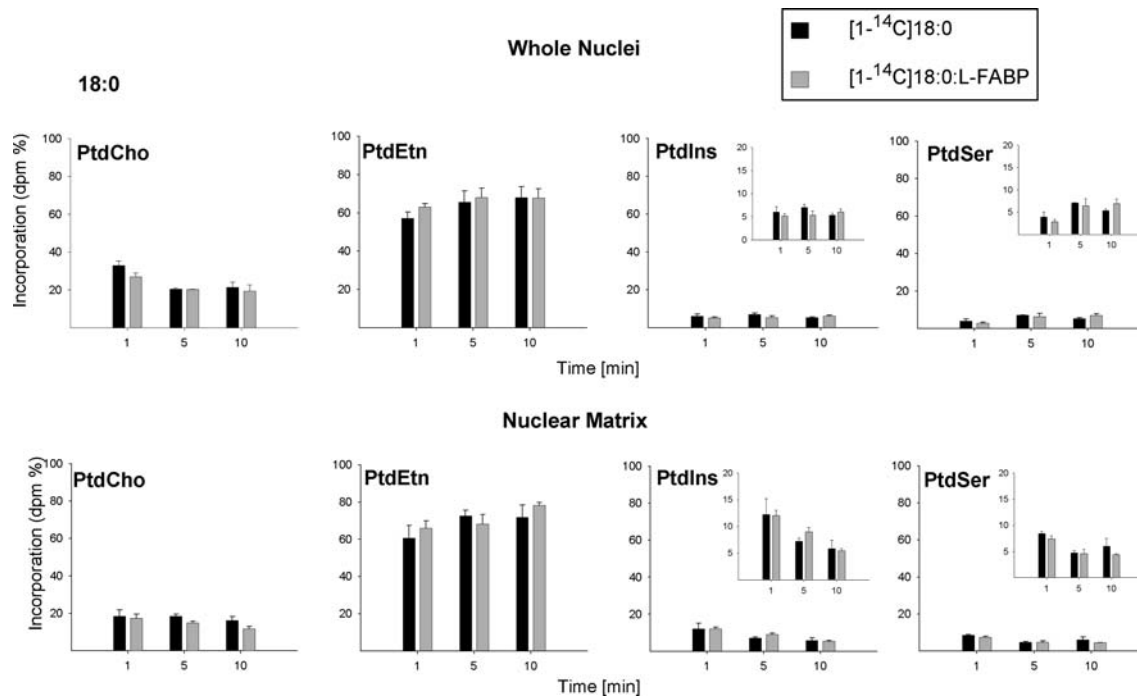 [1-¹⁴C]18:0
[1-¹⁴C]18:0:L-FABP
Whole Nuclei
18:0
PtdCho
Incorporation (dpm %)
100
80
60
40
20
1 5 10
PtdEtn
100
80
60
40
20
1 5 10
PtdIns
100
80
60
40
20
1 5 10
20
15
10
5
0
1 5 10
PtdSer
100
80
60
40
20
1 5 10
20
15
10
5
1 5 10
Time [min]
Nuclear Matrix
PtdCho
Incorporation (dpm %)
100
80
60
40
20
1 5 10
PtdEtn
100
80
60
40
20
1 5 10
PtdIns
100
80
60
40
20
1 5 10
20
15
10
5
1 5 10
PtdSer
100
80
60
40
20
1 5 10
20
15
10
5
1 5 10
Time [min]